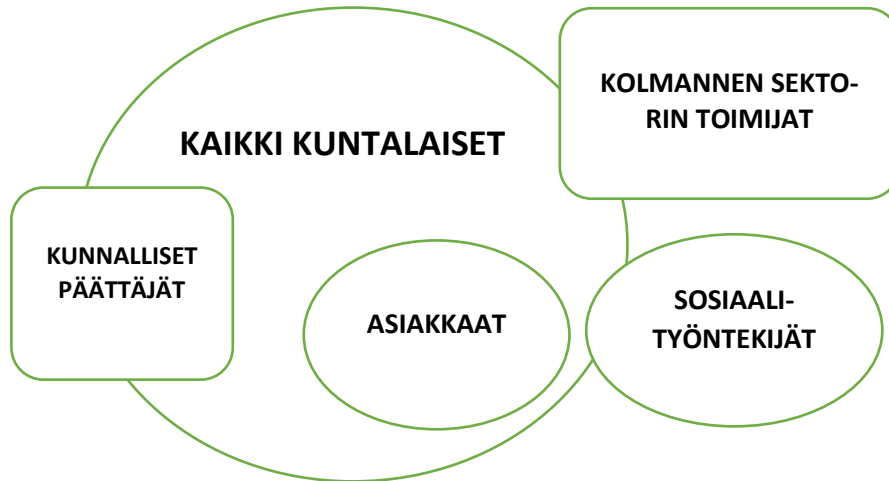 KOLMANNEN SEKTO-
RIN TOIMIJAT
KAIKKI KUNTALAISET
KUNNALLISET
PÄÄTTÄJÄT
ASIAKKAAT
SOSIAALI-
TYÖNTEKIJÄT